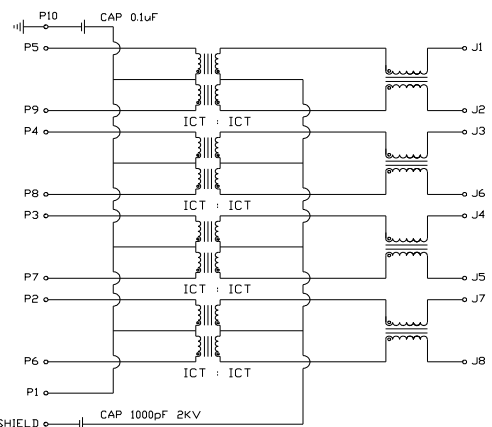 P10 CAP 0.1uF
P5 J1
P9 J2
ICT : ICT
P4 J3
P8 J6
ICT : ICT
P3 J4
P7 J5
ICT : ICT
P2 J7
P6 J8
ICT : ICT
P1
SHIELD CAP 1000pF 2KV